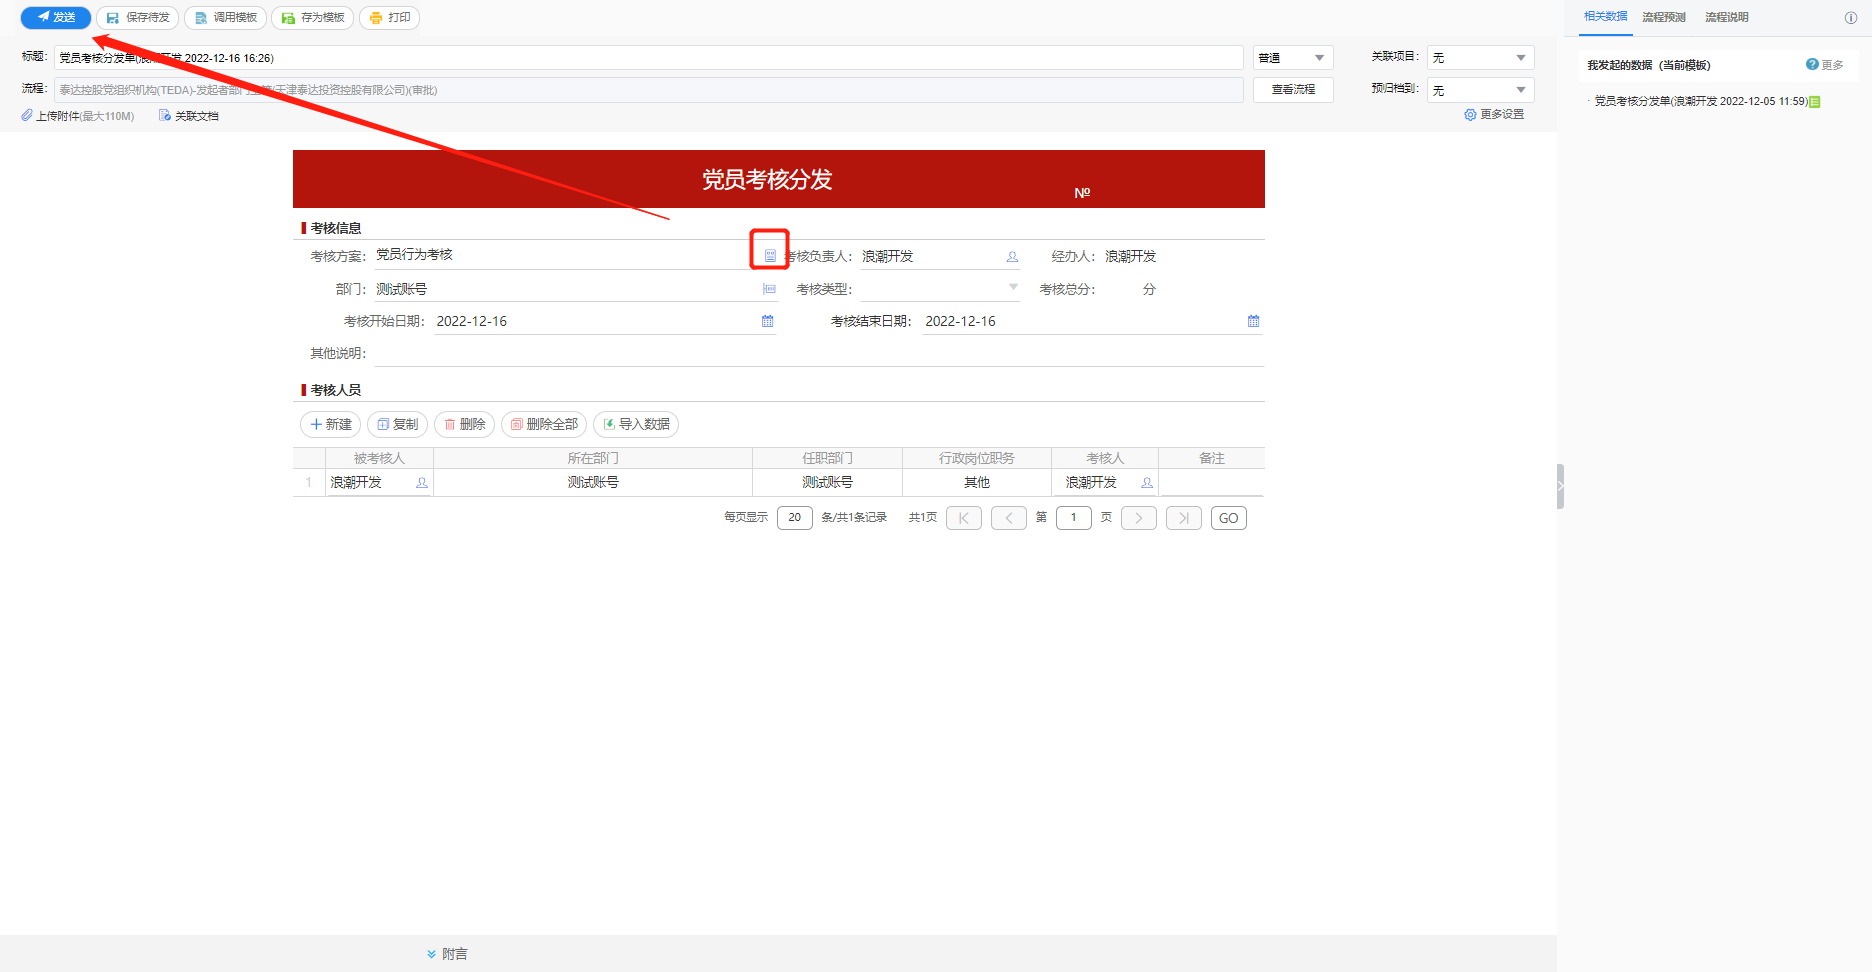 发送 保存待发 调用模板 存为模板 打印
标题: 党员考核分发单(浪潮开发 2022-12-16 16:26) 普通 关联项目: 无
流程: 泰达控股党组织机构(TEDA)-发起者部门主管(天津泰达投资控股有限公司)(审批) 查看流程 预归档到: 无
上传附件(最大110M) 关联文档 更多设置
党员考核分发
№
考核信息
考核方案: 党员行为考核 考核负责人: 浪潮开发 经办人: 浪潮开发
部门: 测试账号 考核类型: 考核总分: 分
考核开始日期: 2022-12-16 考核结束日期: 2022-12-16
其他说明:
考核人员
新建 复制 删除 删除全部 导入数据
被考核人 所在部门 任职部门 行政岗位职务 考核人 备注
1 浪潮开发 测试账号 测试账号 其他 浪潮开发
每页显示 20 条/共1条记录 共1页 第 1 页 GO
附言
相关数据 流程预测 流程说明
我发起的数据 (当前模板) 更多
· 党员考核分发单(浪潮开发 2022-12-05 11:59)